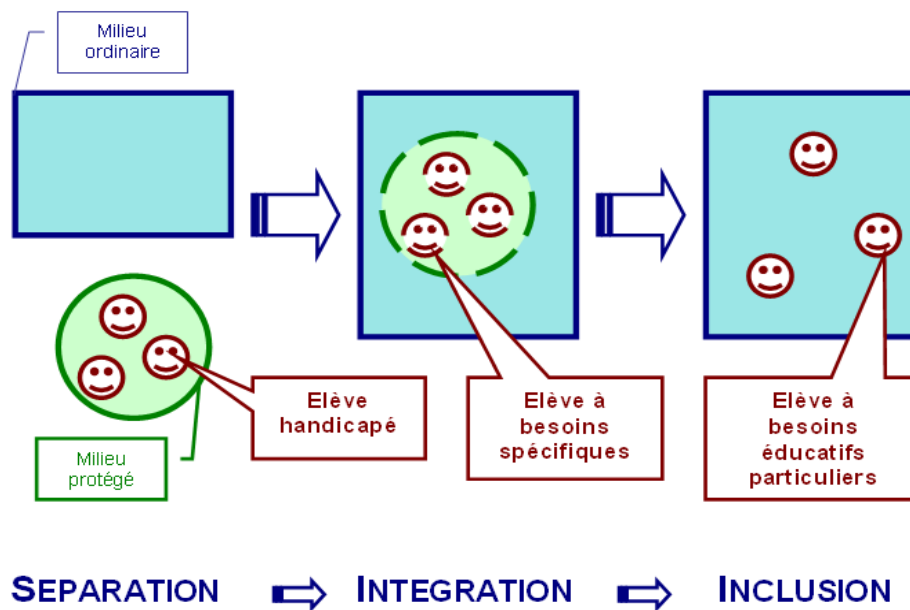 Milieu
ordinaire
Elève
handicapé
Milieu
protégé
Elève à
besoins
spécifiques
Elève à
besoins
éducatifs
particuliers
SEPARATION INTEGRATION INCLUSION